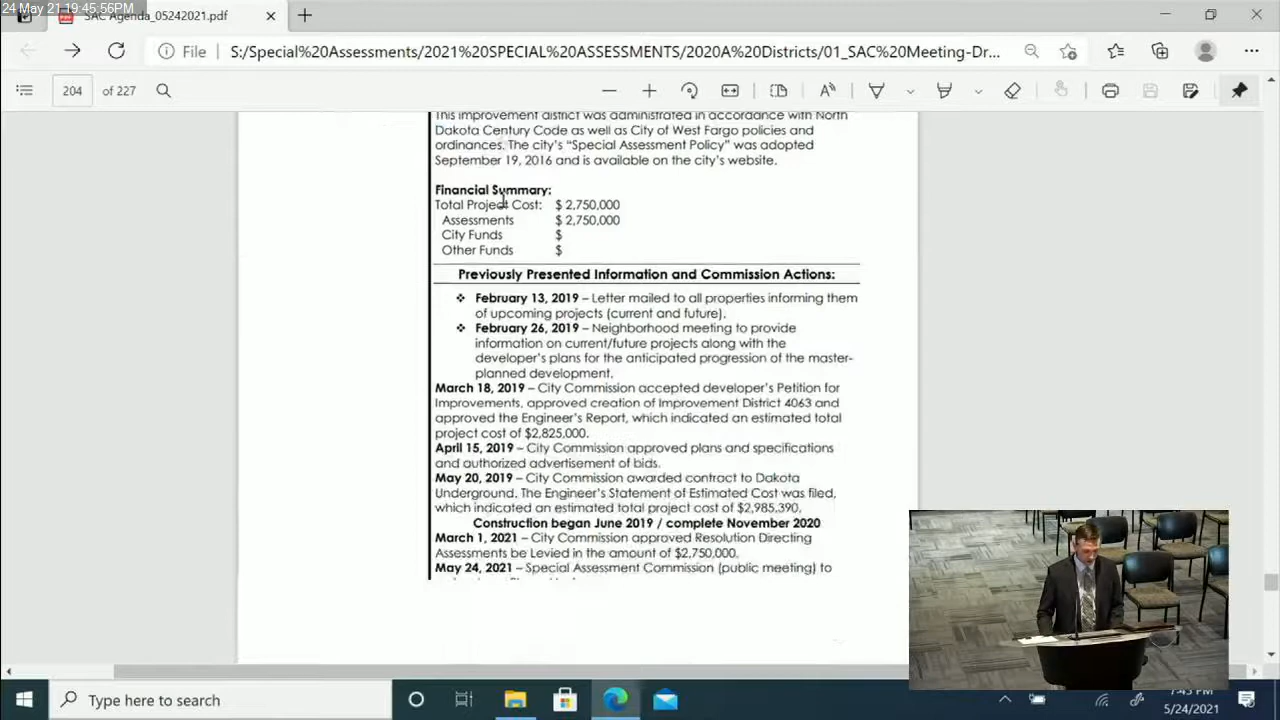 24 May 21 19:45.56PM
SAC Agenda_05242021.pdf
File
S:/Special%20Assessments/2021%20SPECIAL%20ASSESSMENTS/2020A%20Districts/01_SAC%20Meeting-Dr...
204 of 227
This improvement district was administrated in accordance with North
Dakota Century Code as well as City of West Fargo policies and
ordinances. The city's "Special Assessment Policy" was adopted
September 19, 2016 and is available on the city's website.
Financial Summary:
Total Project Cost: $ 2,750,000
Assessments $ 2,750,000
City Funds $
Other Funds $
Previously Presented Information and Commission Actions:
❖ February 13, 2019 – Letter mailed to all properties informing them
of upcoming projects (current and future).
❖ February 26, 2019 – Neighborhood meeting to provide
information on current/future projects along with the
developer's plans for the anticipated progression of the master-
planned development.
March 18, 2019 – City Commission accepted developer's Petition for
Improvements, approved creation of Improvement District 4063 and
approved the Engineer's Report, which indicated an estimated total
project cost of $2,825,000.
April 15, 2019 – City Commission approved plans and specifications
and authorized advertisement of bids.
May 20, 2019 – City Commission awarded contract to Dakota
Underground. The Engineer's Statement of Estimated Cost was filed,
which indicated an estimated total project cost of $2,985,390.
Construction began June 2019 / complete November 2020
March 1, 2021 – City Commission approved Resolution Directing
Assessments be Levied in the amount of $2,750,000.
May 24, 2021 – Special Assessment Commission (public meeting) to
Type here to search
5/24/2021